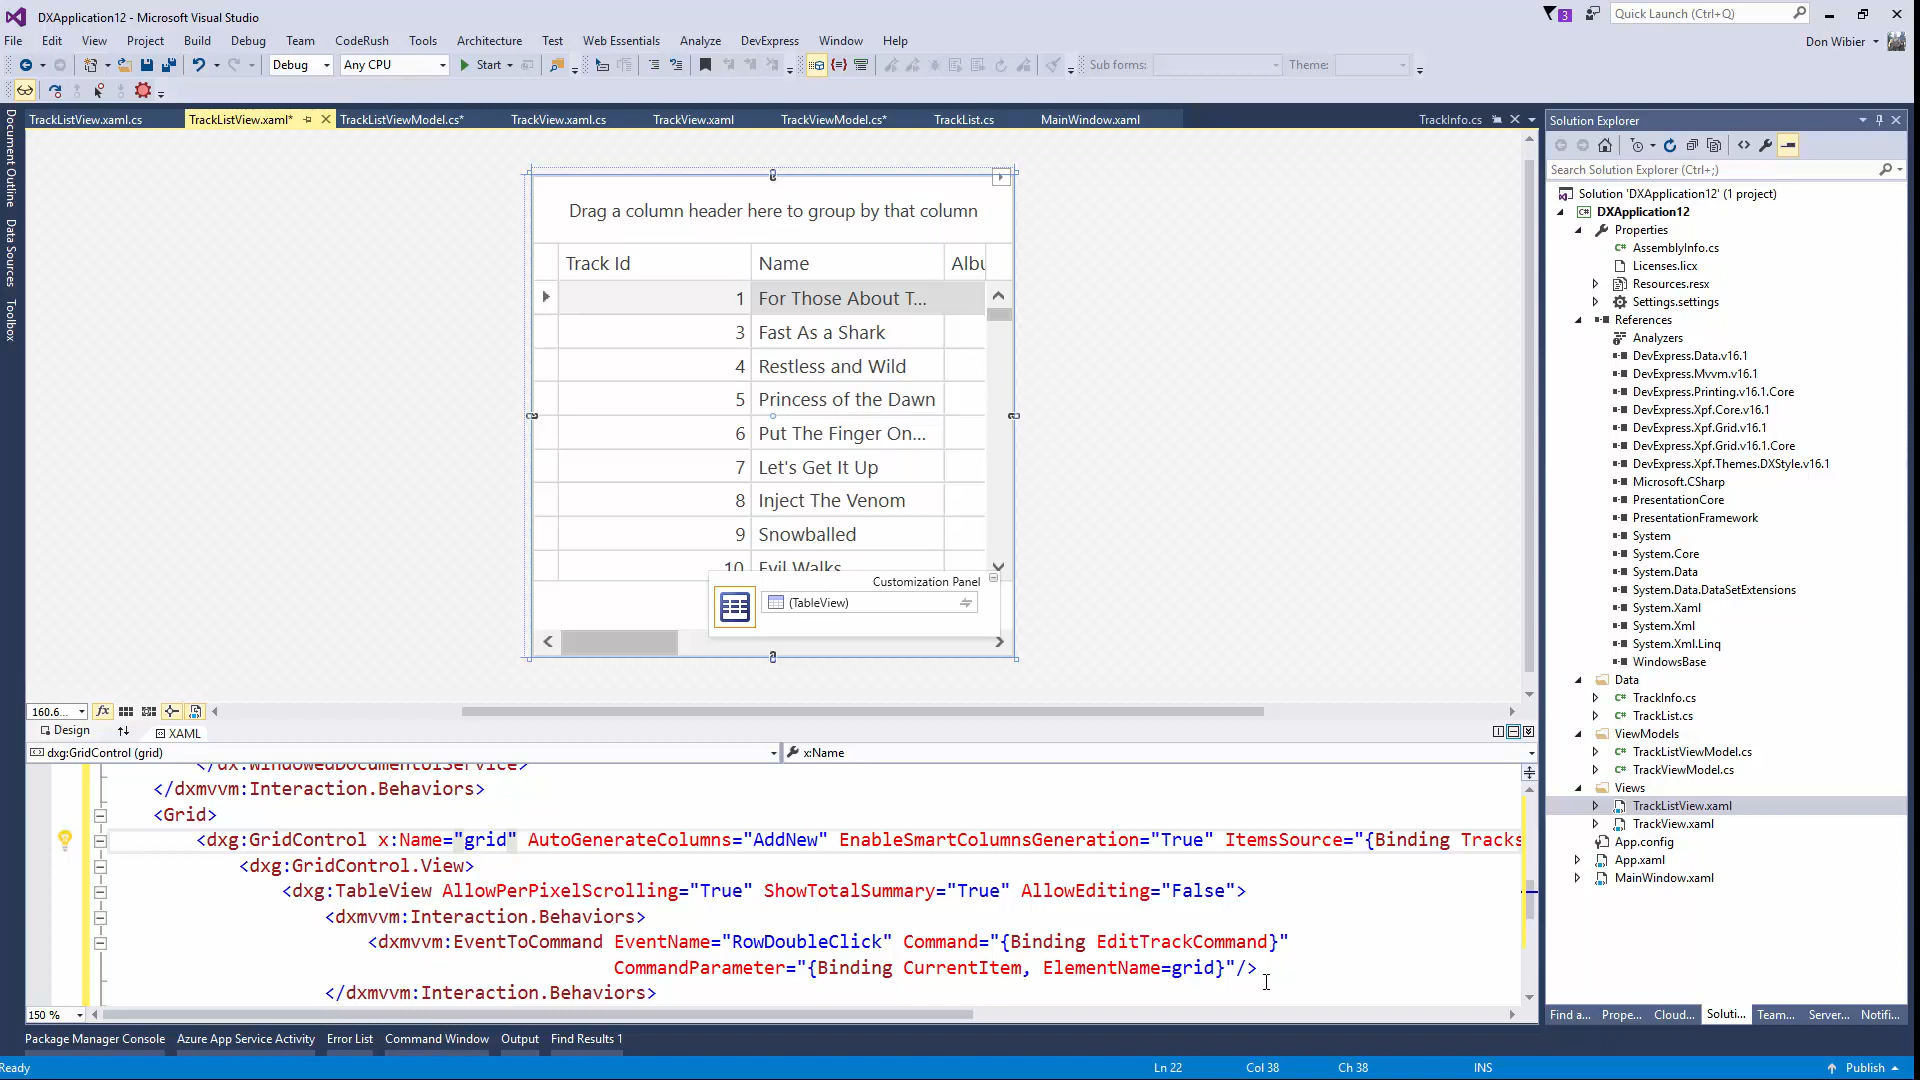 DXApplication12 - Microsoft Visual Studio
3
Quick Launch (Ctrl+Q)
File Edit View Project Build Debug Team CodeRush Tools Architecture Test Web Essentials Analyze DevExpress Window Help
Don Wibier
Debug Any CPU Start Sub forms: Theme:
TrackListView.xaml.cs TrackListView.xaml* TrackListViewModel.cs* TrackView.xaml.cs TrackView.xaml TrackViewModel.cs* TrackList.cs MainWindow.xaml TrackInfo.cs
Document Outline
Data Sources
Toolbox
Drag a column header here to group by that column
Track Id Name Albu
1 For Those About T...
3 Fast As a Shark
4 Restless and Wild
5 Princess of the Dawn
6 Put The Finger On...
7 Let's Get It Up
8 Inject The Venom
9 Snowballed
10 Evil Walks
Customization Panel
(TableView)
160.6...
Design XAML
dxg:GridControl (grid) x:Name
</dx:WindowedDocumentUIService>
</dxmvvm:Interaction.Behaviors>
<Grid>
<dxg:GridControl x:Name="grid" AutoGenerateColumns="AddNew" EnableSmartColumnsGeneration="True" ItemsSource="{Binding Tracks
<dxg:GridControl.View>
<dxg:TableView AllowPerPixelScrolling="True" ShowTotalSummary="True" AllowEditing="False">
<dxmvvm:Interaction.Behaviors>
<dxmvvm:EventToCommand EventName="RowDoubleClick" Command="{Binding EditTrackCommand}"
CommandParameter="{Binding CurrentItem, ElementName=grid}"/>
</dxmvvm:Interaction.Behaviors>
150 %
Package Manager Console Azure App Service Activity Error List Command Window Output Find Results 1
Ready Ln 22 Col 38 Ch 38 INS Publish
Solution Explorer
Search Solution Explorer (Ctrl+;)
Solution 'DXApplication12' (1 project)
DXApplication12
Properties
AssemblyInfo.cs
Licenses.licx
Resources.resx
Settings.settings
References
Analyzers
DevExpress.Data.v16.1
DevExpress.Mvvm.v16.1
DevExpress.Printing.v16.1.Core
DevExpress.Xpf.Core.v16.1
DevExpress.Xpf.Grid.v16.1
DevExpress.Xpf.Grid.v16.1.Core
DevExpress.Xpf.Themes.DXStyle.v16.1
Microsoft.CSharp
PresentationCore
PresentationFramework
System
System.Core
System.Data
System.Data.DataSetExtensions
System.Xaml
System.Xml
System.Xml.Linq
WindowsBase
Data
TrackInfo.cs
TrackList.cs
ViewModels
TrackListViewModel.cs
TrackViewModel.cs
Views
TrackListView.xaml
TrackView.xaml
App.config
App.xaml
MainWindow.xaml
Find a... Prope... Cloud... Soluti... Team... Server... Notifi...